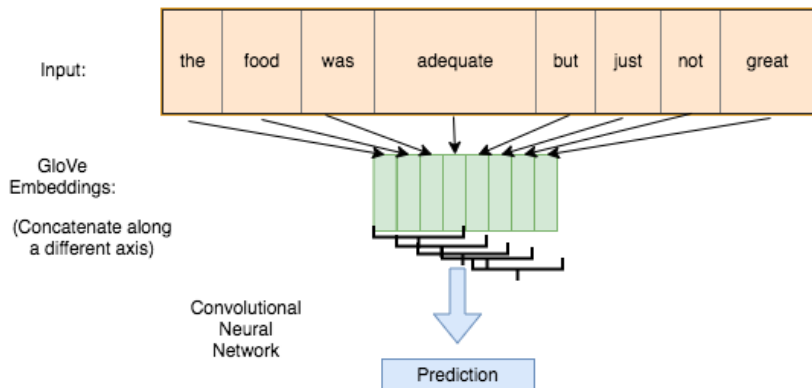 Input:
the food was adequate but just not great
GloVe
Embeddings:
(Concatenate along
a different axis)
Convolutional
Neural
Network
Prediction